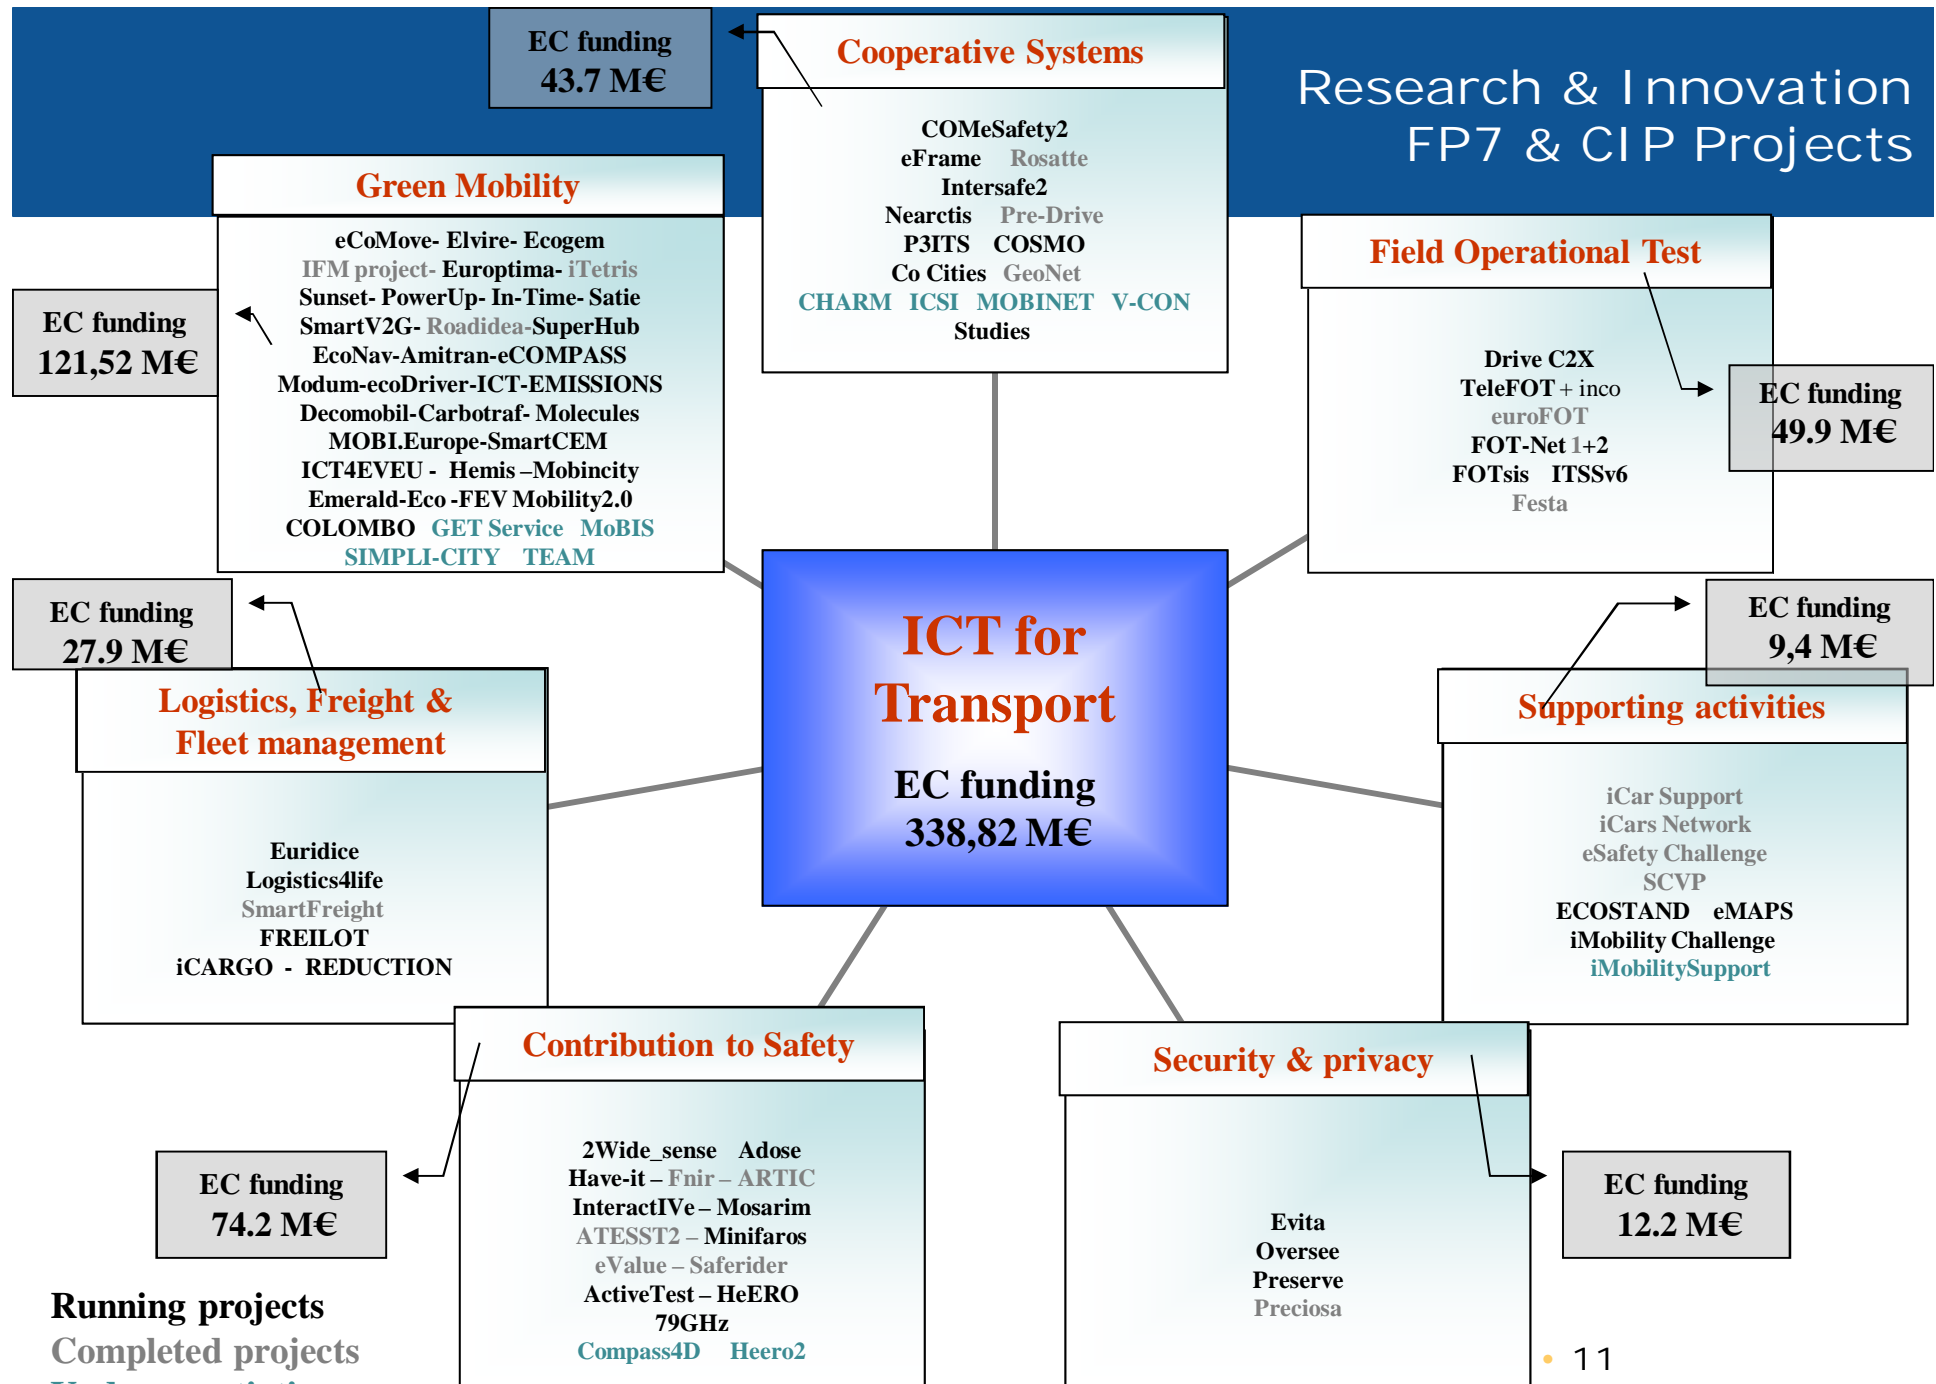 Research & Innovation
FP7 & CIP Projects
EC funding
43.7 M€
Cooperative Systems
COMeSafety2
eFrame Rosatte
Intersafe2
Nearctis Pre-Drive
P3ITS COSMO
Co Cities GeoNet
CHARM ICSI MOBINET V-CON
Studies
Green Mobility
eCoMove- Elvire- Ecogem
IFM project- Europtima- iTetris
Sunset- PowerUp- In-Time- Satie
SmartV2G- Roadidea-SuperHub
EcoNav-Amitran-eCOMPASS
Modum-ecoDriver-ICT-EMISSIONS
Decomobil-Carbotraf- Molecules
MOBI.Europe-SmartCEM
ICT4EVEU - Hemis –Mobincity
Emerald-Eco -FEV Mobility2.0
COLOMBO GET Service MoBIS
SIMPLI-CITY TEAM
EC funding
121,52 M€
Field Operational Test
Drive C2X
TeleFOT + inco
euroFOT
FOT-Net 1+2
FOTsis ITSSv6
Festa
EC funding
49.9 M€
EC funding
27.9 M€
Logistics, Freight &
Fleet management
Euridice
Logistics4life
SmartFreight
FREILOT
iCARGO - REDUCTION
ICT for
Transport
EC funding
338,82 M€
EC funding
9,4 M€
Supporting activities
iCar Support
iCars Network
eSafety Challenge
SCVP
ECOSTAND eMAPS
iMobility Challenge
iMobilitySupport
Contribution to Safety
2Wide_sense Adose
Have-it – Fnir – ARTIC
InteractIVe – Mosarim
ATESST2 – Minifaros
eValue – Saferider
ActiveTest – HeERO
79GHz
Compass4D Heero2
EC funding
74.2 M€
Security & privacy
Evita
Oversee
Preserve
Preciosa
EC funding
12.2 M€
Running projects
Completed projects
• 11